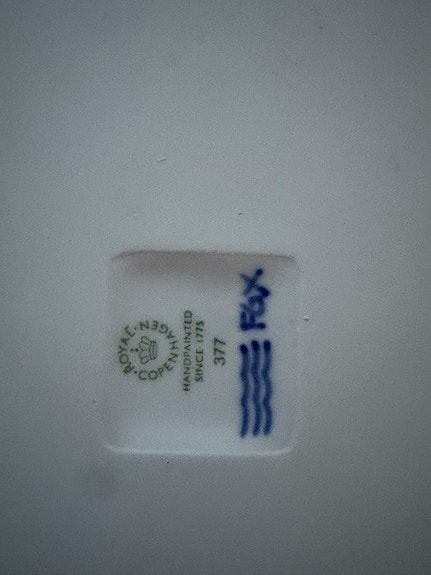 ROYAL COPENHAGEN
HANDPAINTED
SINCE 1775
377